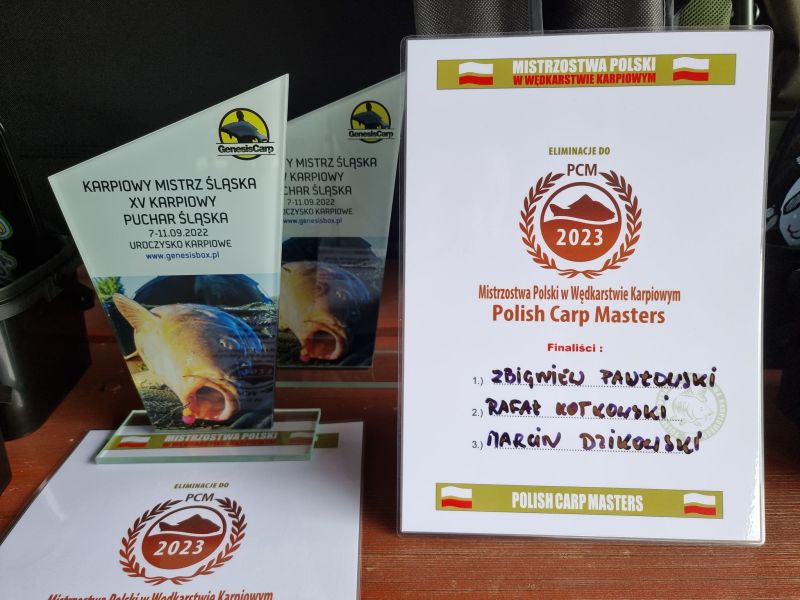 GenesisCarp
KARPIOWY MISTRZ ŚLĄSKA
XV KARPIOWY
PUCHAR ŚLĄSKA
7-11.09.2022
UROCZYSKO KARPIOWE
www.genesisbox.pl
MISTRZOSTWA POLSKI
GenesisCarp
Y MISTRZ ŚLĄSKA
V KARPIOWY
CHAR ŚLĄSKA
7-11.09.2022
CZYSKO KARPIOWE
www.genesisbox.pl
ELIMINACJE DO
PCM
2023
Mistrzostwa Polski w Wędkarstwie Karpiowym
MISTRZOSTWA POLSKI
W WĘDKARSTWIE KARPIOWYM
ELIMINACJE DO
PCM
2023
Mistrzostwa Polski w Wędkarstwie Karpiowym
Polish Carp Masters
Finaliści :
1.) ZBIGNIEW PAWŁOWSKI
2.) RAFAŁ KOTKOWSKI
3.) MARCIN DZIKOWSKI
POLISH CARP MASTERS